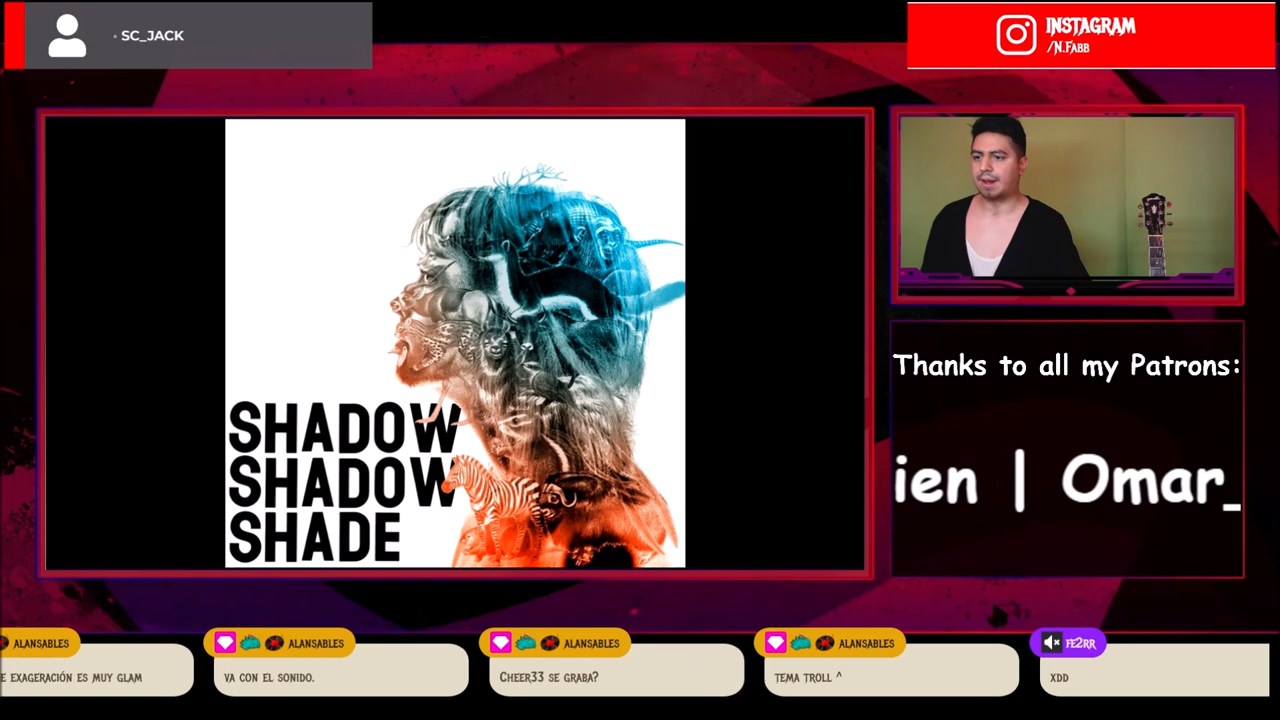 • SC_JACK
INSTAGRAM
/N.FABB
SHADOW
SHADOW
SHADE
Thanks to all my Patrons:
ien | Omar_
ALANSABLES
E EXAGERACIÓN ES MUY GLAM
ALANSABLES
VA CON EL SONIDO.
ALANSABLES
CHEER33 SE GRABA?
ALANSABLES
TEMA TROLL ^
FE2RR
XDD